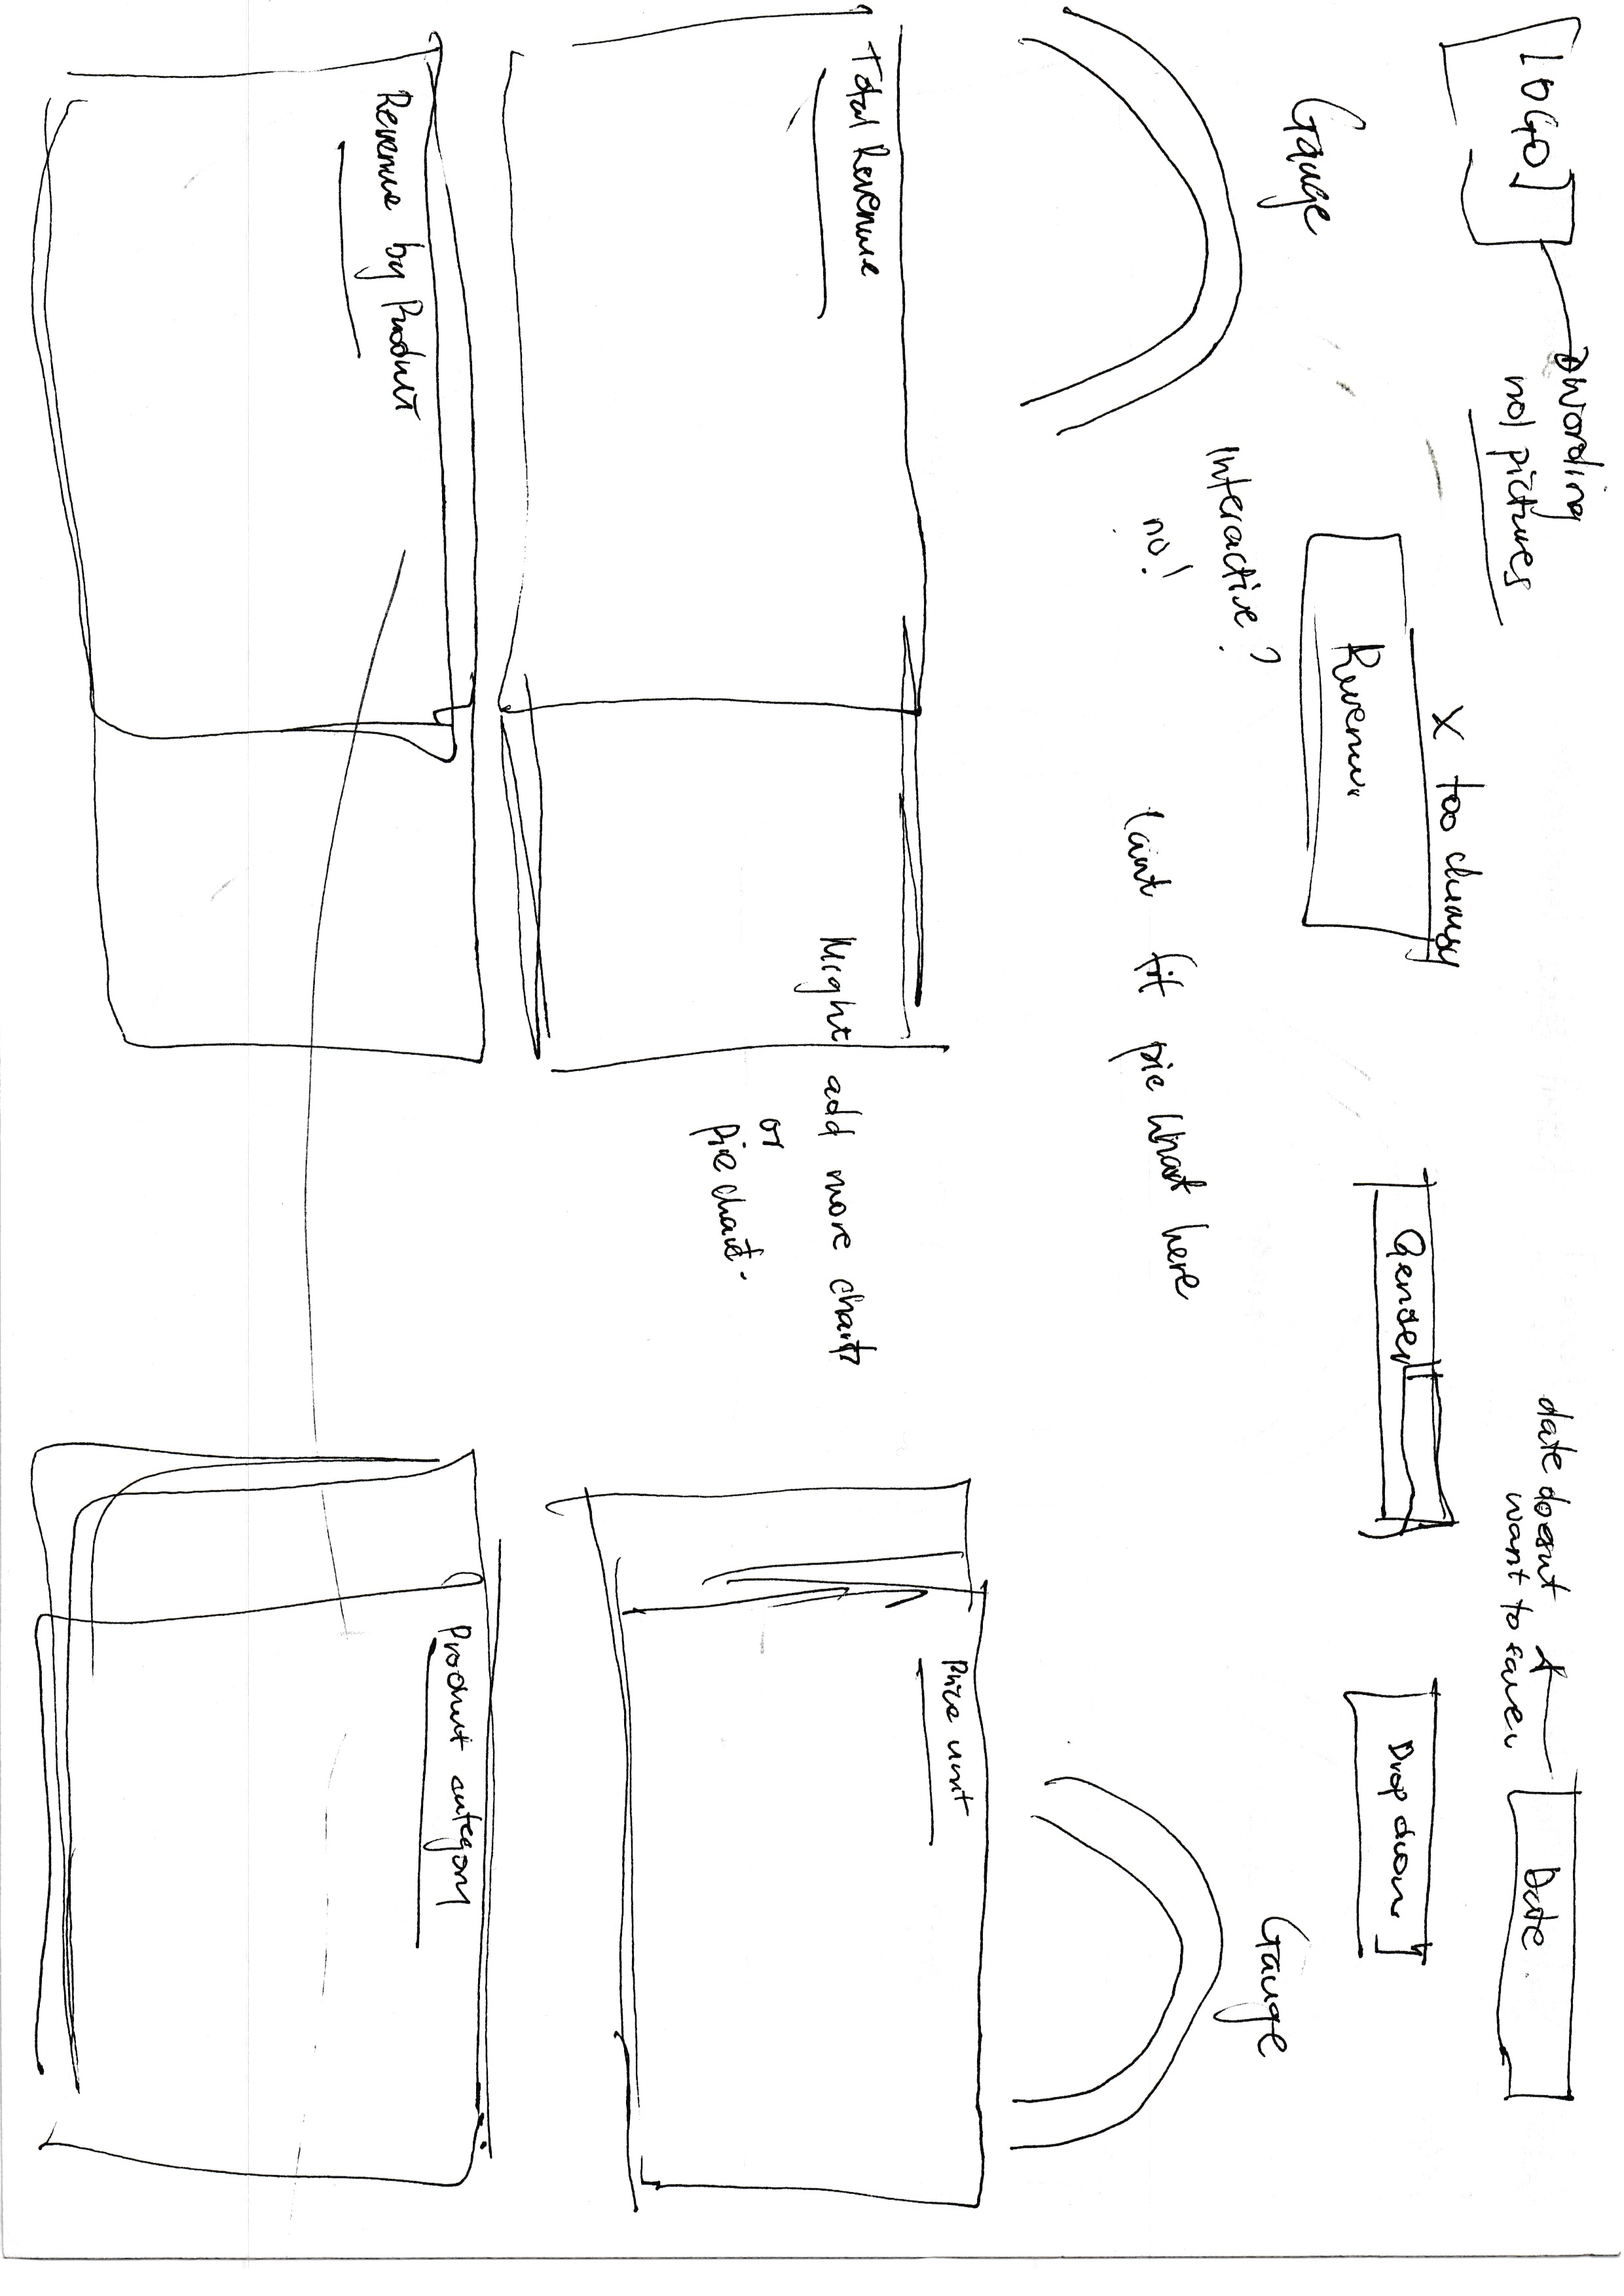 [LOGO]
wording
not pictures
X too clumsy
date doesnt
want to
Date
Gauge
Revenue
Gender
Drop down
Gauge
Interactive?
no!
Cant fit pie chart here
Total Revenue
Might add more charts
or
pie chart.
Price unit
Revenue by Product
Product category